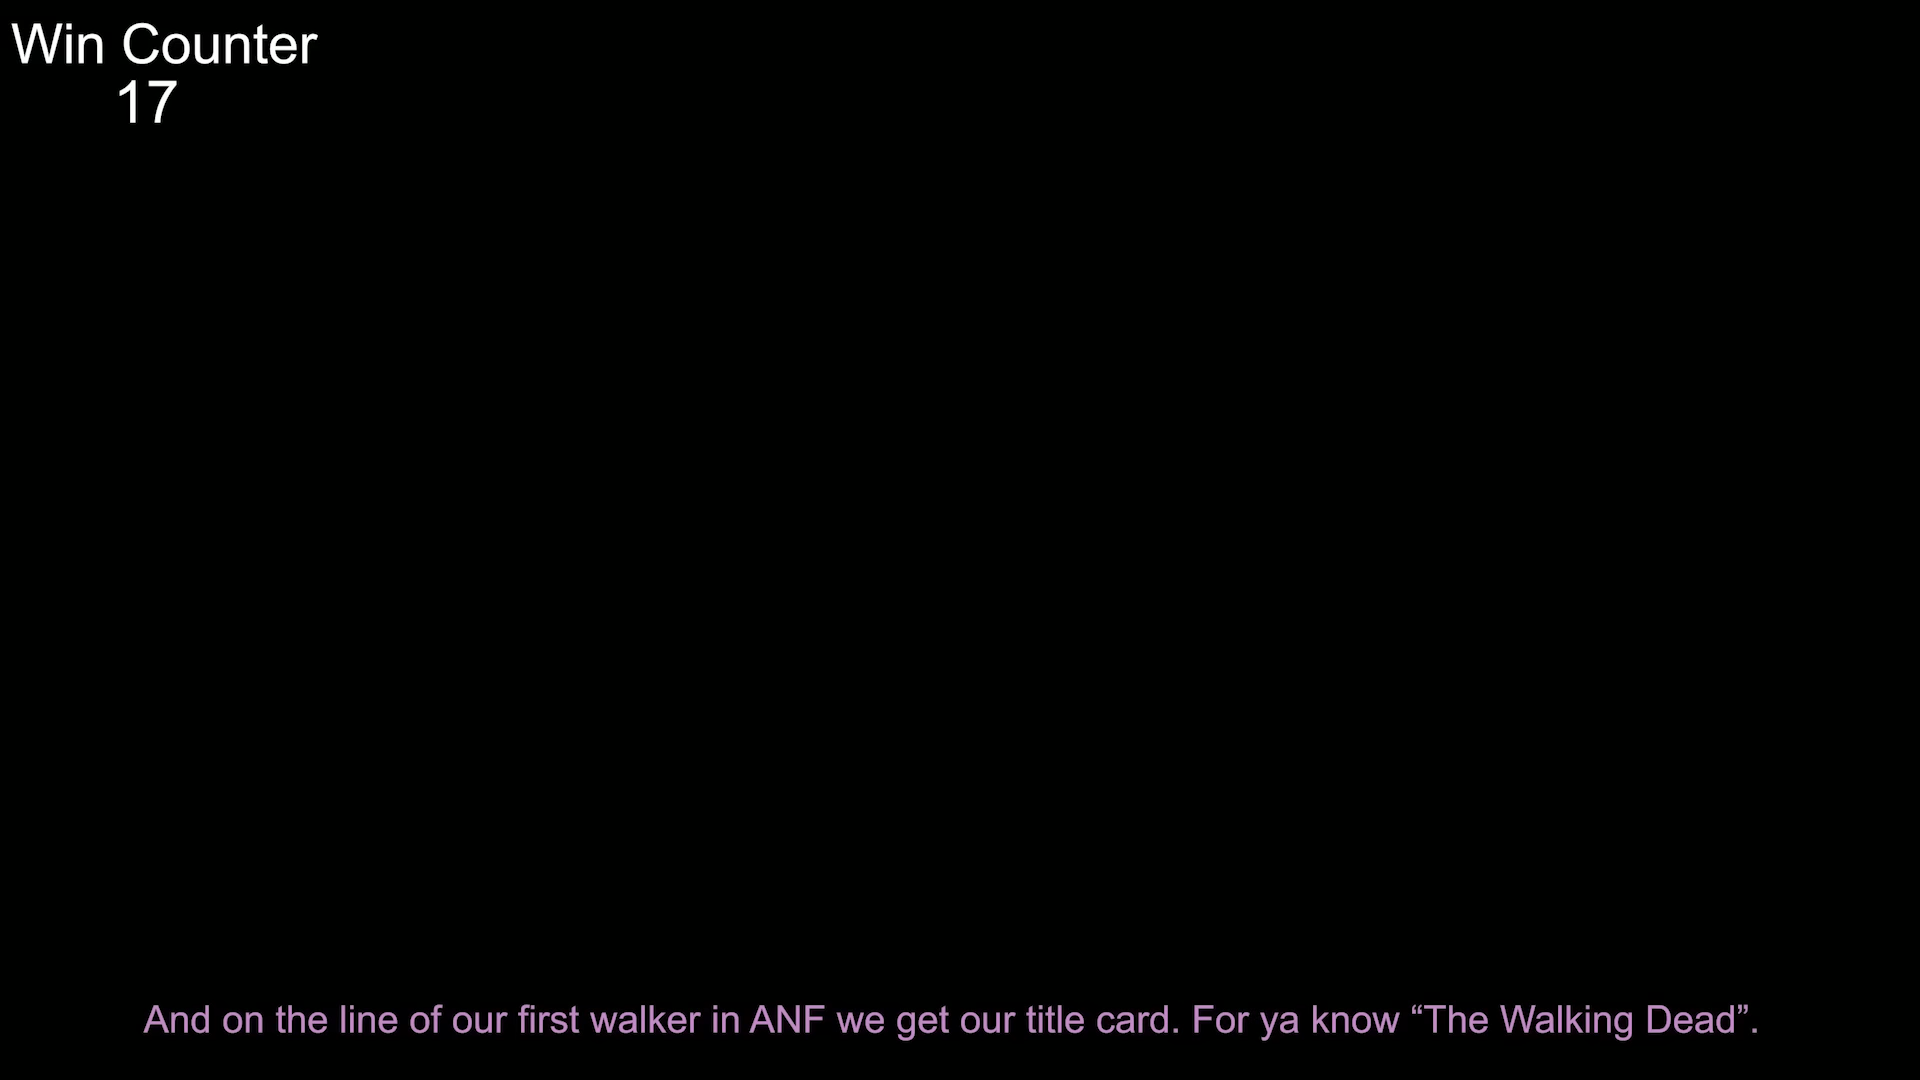 Win Counter
17
And on the line of our first walker in ANF we get our title card. For ya know “The Walking Dead”.